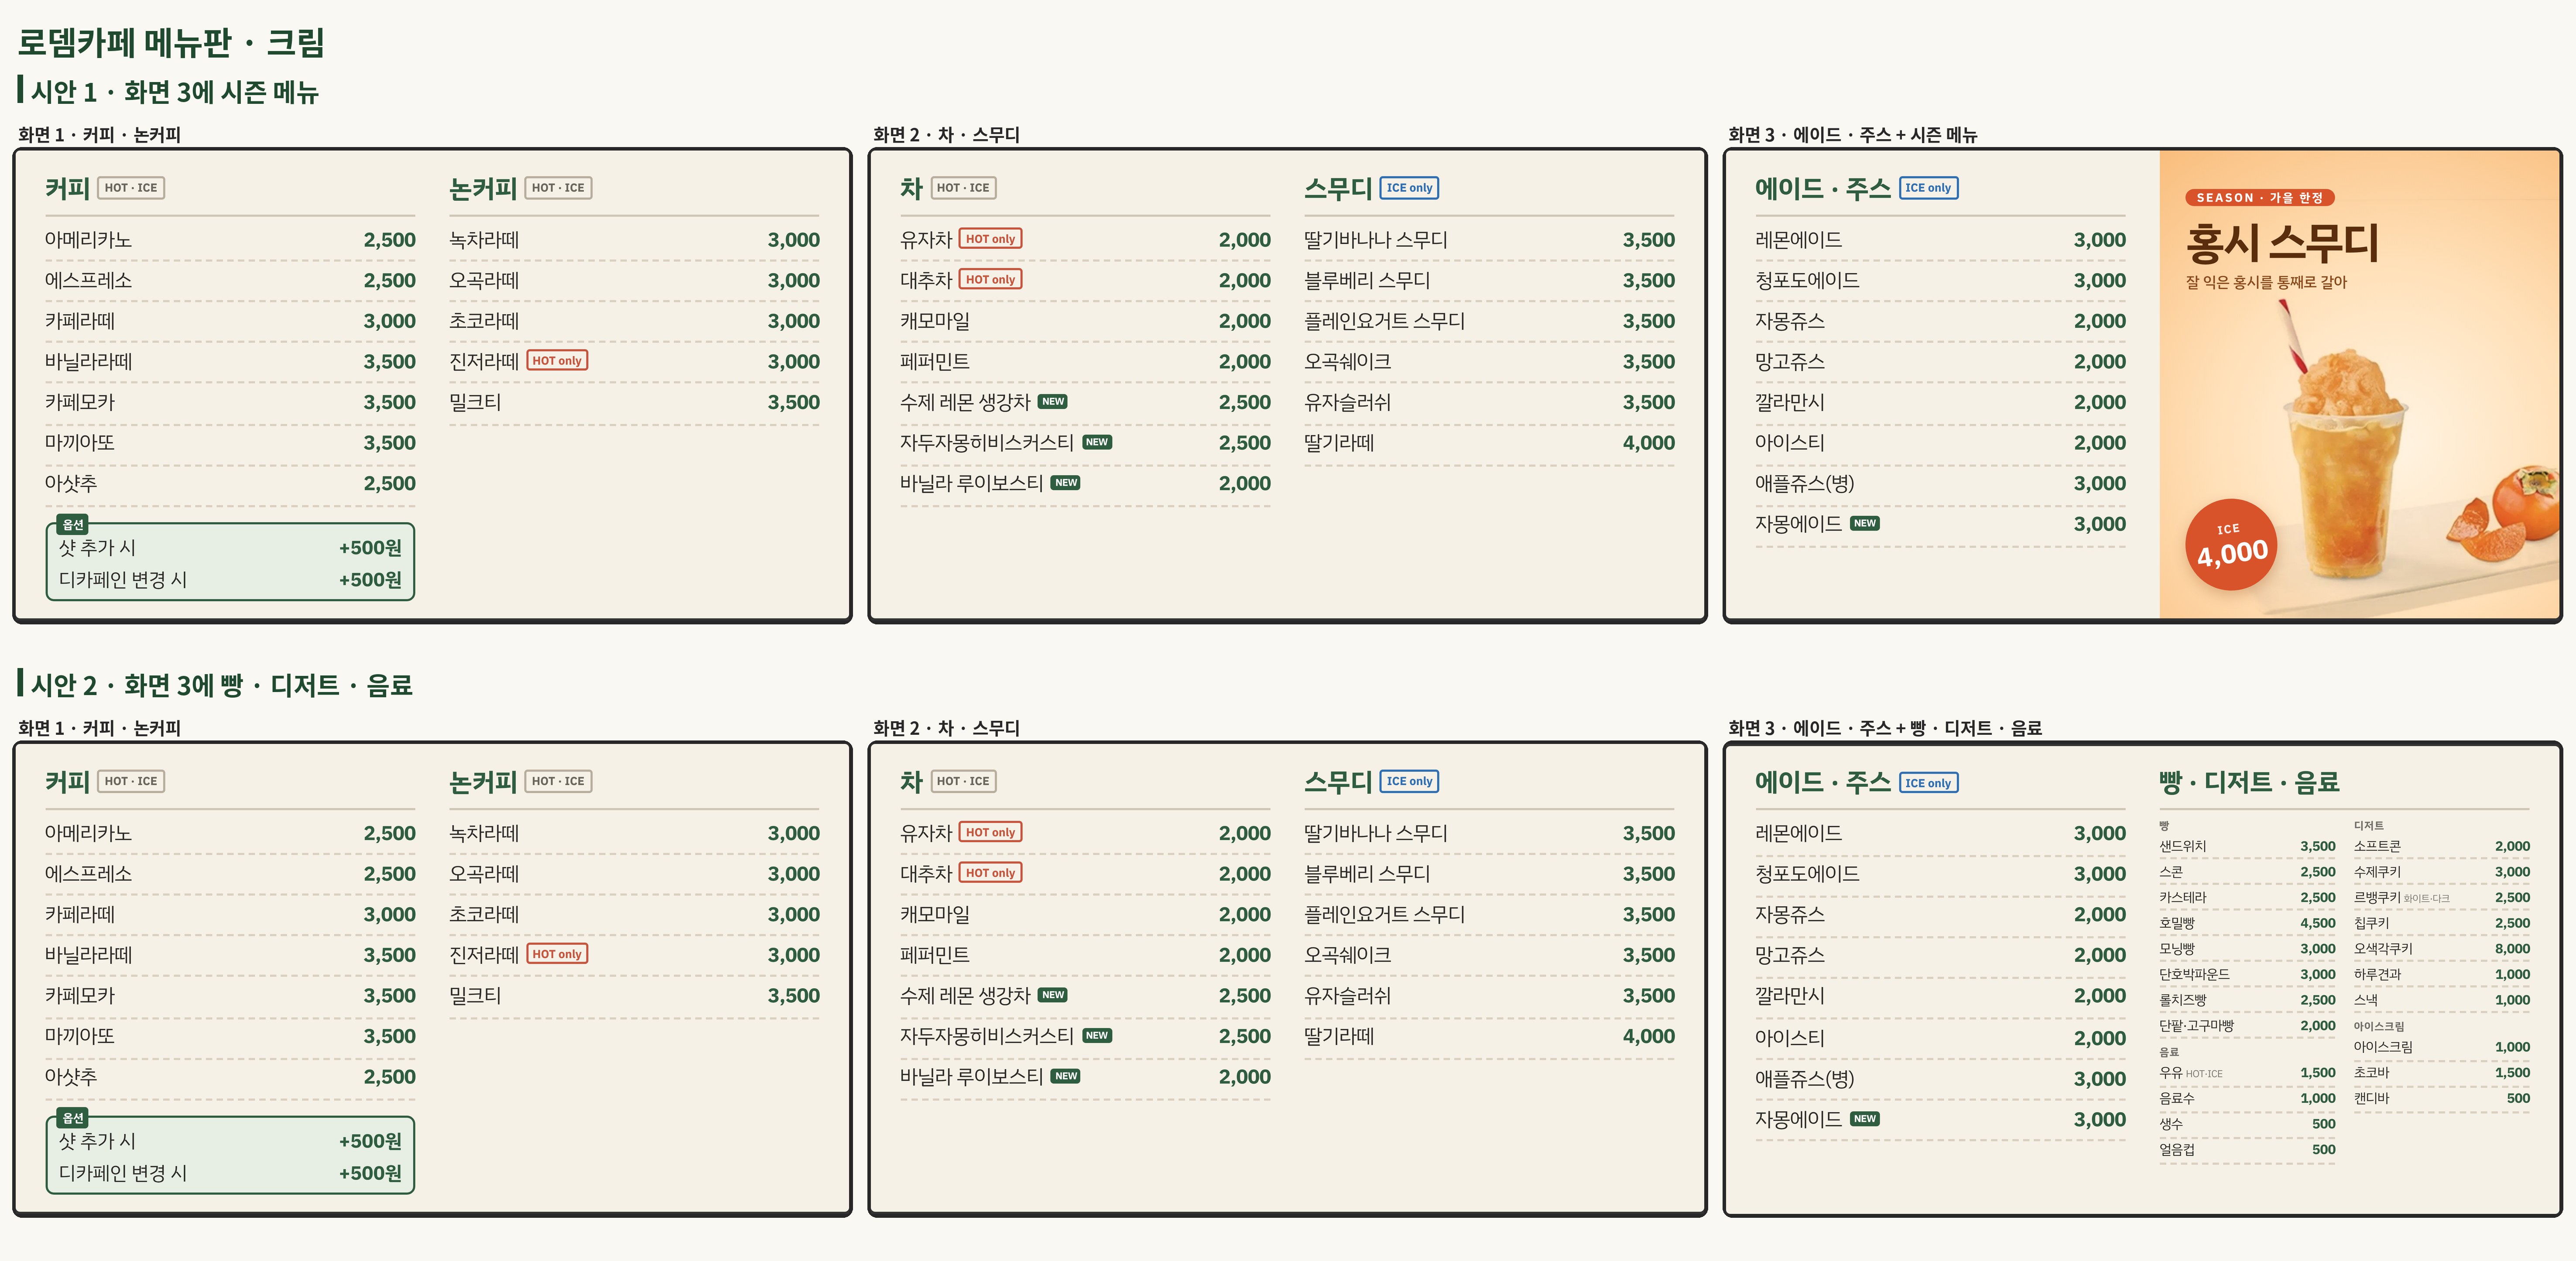 로뎀카페 메뉴판 · 크림
시안 1 · 화면 3에 시즌 메뉴
화면 1 · 커피 · 논커피
커피 HOT · ICE
아메리카노 2,500
에스프레소 2,500
카페라떼 3,000
바닐라라떼 3,500
카페모카 3,500
마끼아또 3,500
아샷추 2,500
옵션
샷 추가 시 +500원
디카페인 변경 시 +500원
논커피 HOT · ICE
녹차라떼 3,000
오곡라떼 3,000
초코라떼 3,000
진저라떼 HOT only 3,000
밀크티 3,500
화면 2 · 차 · 스무디
차 HOT · ICE
유자차 HOT only 2,000
대추차 HOT only 2,000
캐모마일 2,000
페퍼민트 2,000
수제 레몬 생강차 NEW 2,500
자두자몽히비스커스티 NEW 2,500
바닐라 루이보스티 NEW 2,000
스무디 ICE only
딸기바나나 스무디 3,500
블루베리 스무디 3,500
플레인요거트 스무디 3,500
오곡쉐이크 3,500
유자슬러쉬 3,500
딸기라떼 4,000
화면 3 · 에이드 · 주스 + 시즌 메뉴
에이드 · 주스 ICE only
레몬에이드 3,000
청포도에이드 3,000
자몽쥬스 2,000
망고쥬스 2,000
깔라만시 2,000
아이스티 2,000
애플쥬스(병) 3,000
자몽에이드 NEW 3,000
SEASON · 가을 한정
홍시 스무디
잘 익은 홍시를 통째로 갈아
ICE
4,000
시안 2 · 화면 3에 빵 · 디저트 · 음료
화면 1 · 커피 · 논커피
커피 HOT · ICE
아메리카노 2,500
에스프레소 2,500
카페라떼 3,000
바닐라라떼 3,500
카페모카 3,500
마끼아또 3,500
아샷추 2,500
옵션
샷 추가 시 +500원
디카페인 변경 시 +500원
논커피 HOT · ICE
녹차라떼 3,000
오곡라떼 3,000
초코라떼 3,000
진저라떼 HOT only 3,000
밀크티 3,500
화면 2 · 차 · 스무디
차 HOT · ICE
유자차 HOT only 2,000
대추차 HOT only 2,000
캐모마일 2,000
페퍼민트 2,000
수제 레몬 생강차 NEW 2,500
자두자몽히비스커스티 NEW 2,500
바닐라 루이보스티 NEW 2,000
스무디 ICE only
딸기바나나 스무디 3,500
블루베리 스무디 3,500
플레인요거트 스무디 3,500
오곡쉐이크 3,500
유자슬러쉬 3,500
딸기라떼 4,000
화면 3 · 에이드 · 주스 + 빵 · 디저트 · 음료
에이드 · 주스 ICE only
레몬에이드 3,000
청포도에이드 3,000
자몽쥬스 2,000
망고쥬스 2,000
깔라만시 2,000
아이스티 2,000
애플쥬스(병) 3,000
자몽에이드 NEW 3,000
빵 · 디저트 · 음료
빵
샌드위치 3,500
스콘 2,500
카스테라 2,500
호밀빵 4,500
모닝빵 3,000
단호박파운드 3,000
롤치즈빵 2,500
단팥·고구마빵 2,000
음료
우유 HOT·ICE 1,500
음료수 1,000
생수 500
얼음컵 500
디저트
소프트콘 2,000
수제쿠키 3,000
르뱅쿠키 화이트·다크 2,500
칩쿠키 2,500
오색각쿠키 8,000
하루견과 1,000
스낵 1,000
아이스크림
아이스크림 1,000
초코바 1,500
캔디바 500